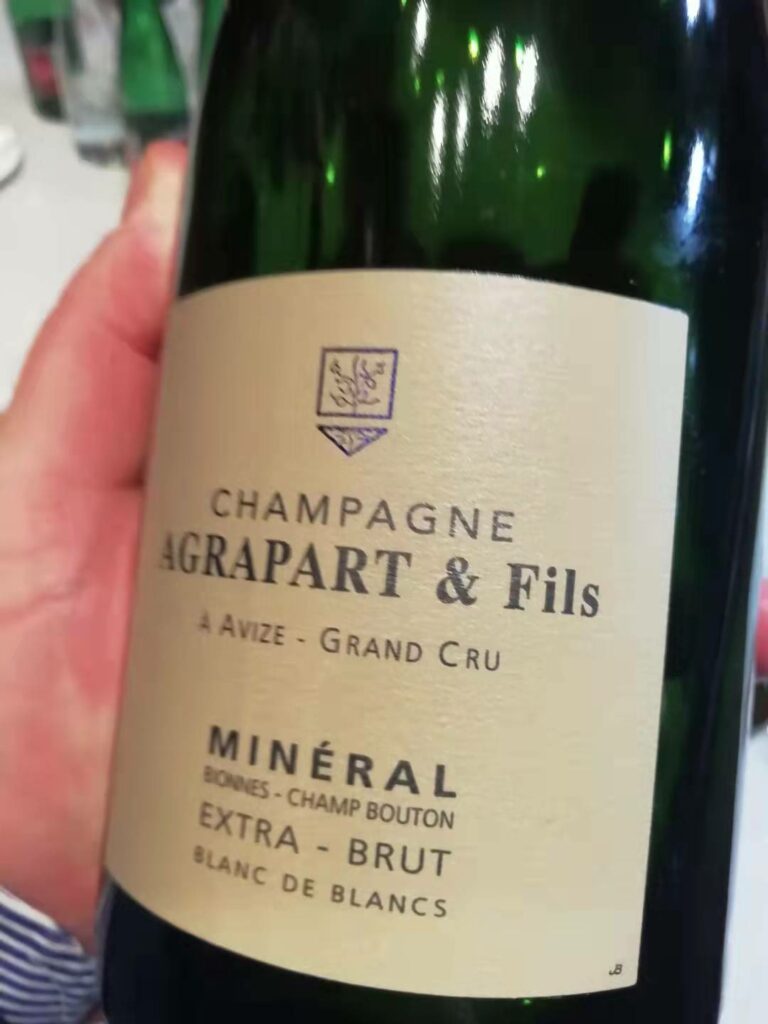 CHAMPAGNE
AGRAPART & Fils
A AVIZE - GRAND CRU
MINÉRAL
BIONNES - CHAMP BOUTON
EXTRA - BRUT
BLANC DE BLANCS
JB